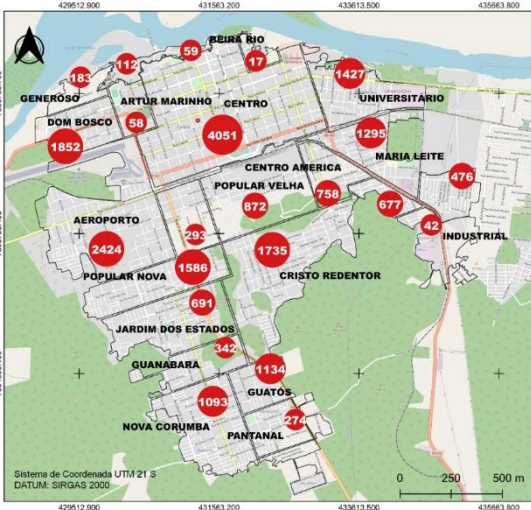 429512.900 431563.200 433613.500 435663.800
59
BEIRA RIO
112
17
183
1427
GENEROSO
ARTUR MARINHO
CENTRO
UNIVERSITÁRIO
DOM BOSCO
58
4051
1295
1852
CENTRO AMERICA
MARIA LEITE
POPULAR VELHA
476
758
872
677
AEROPORTO
42
293
INDUSTRIAL
2424
1735
1586
POPULAR NOVA
CRISTO REDENTOR
691
JARDIM DOS ESTADOS
342
GUANABARA
1134
GUATOS
1093
274
NOVA CORUMBA
PANTANAL
Sistema de Coordenada UTM 21 S
DATUM: SIRGAS 2000
0 250 500 m
429512.900 431563.200 433613.500 435663.800